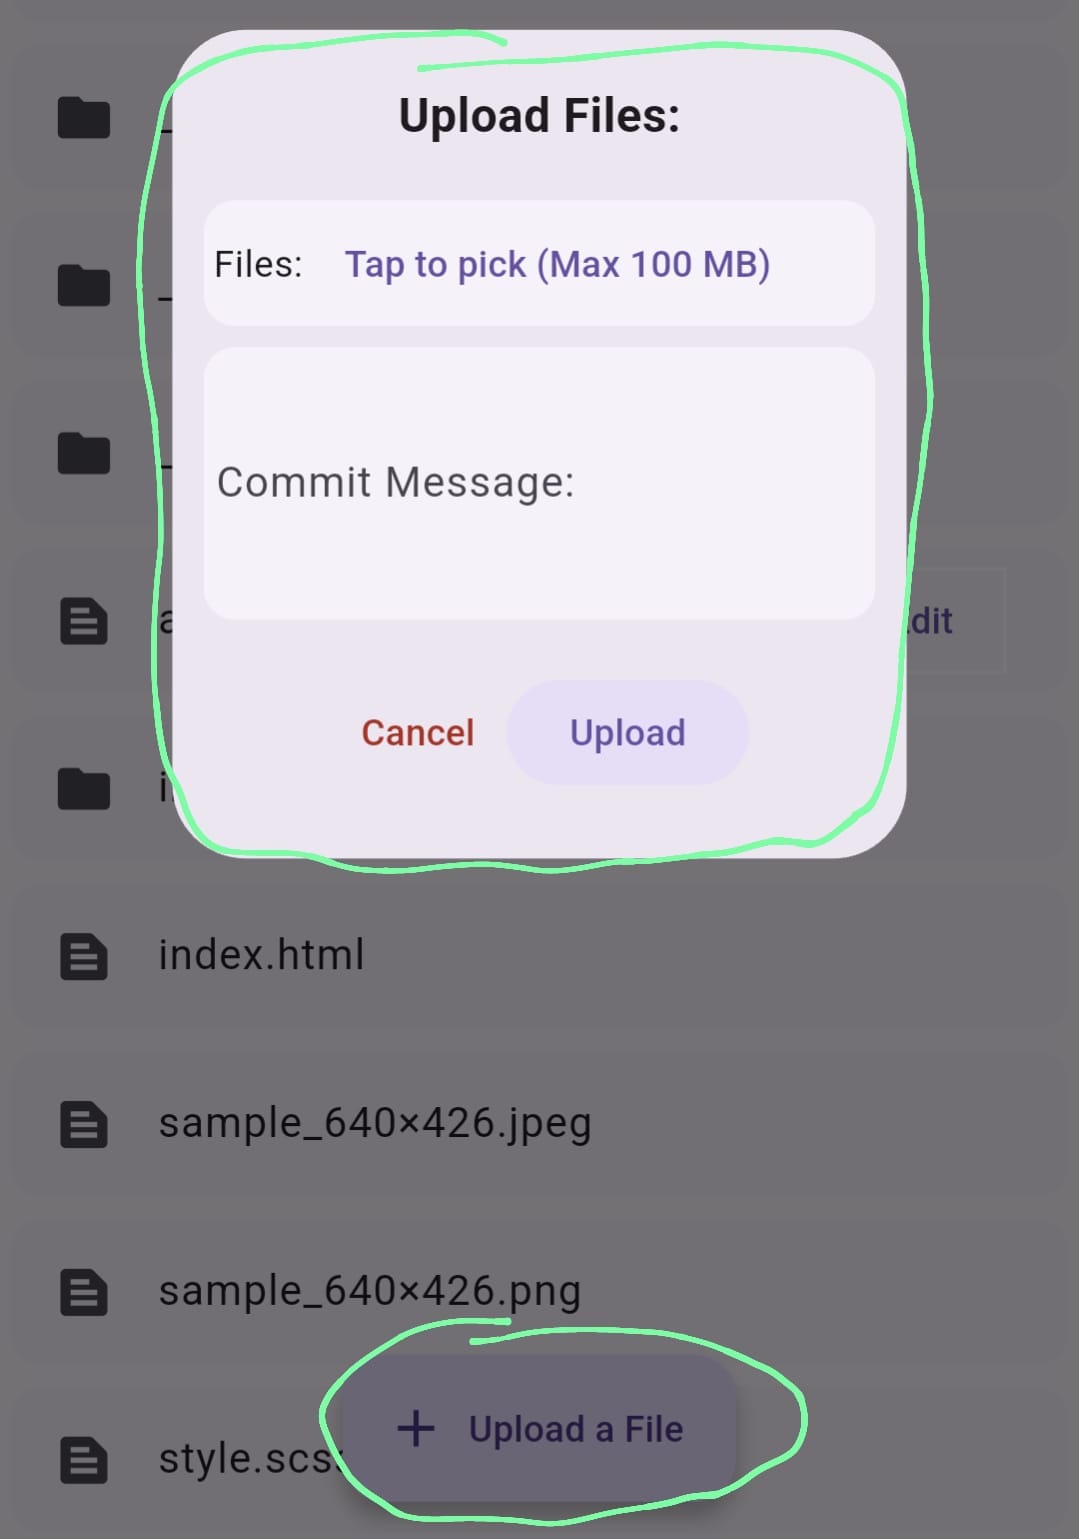 Upload Files:
Files: Tap to pick (Max 100 MB)
Commit Message:
dit
Cancel Upload
index.html
sample_640×426.jpeg
sample_640×426.png
+ Upload a File
style.scs